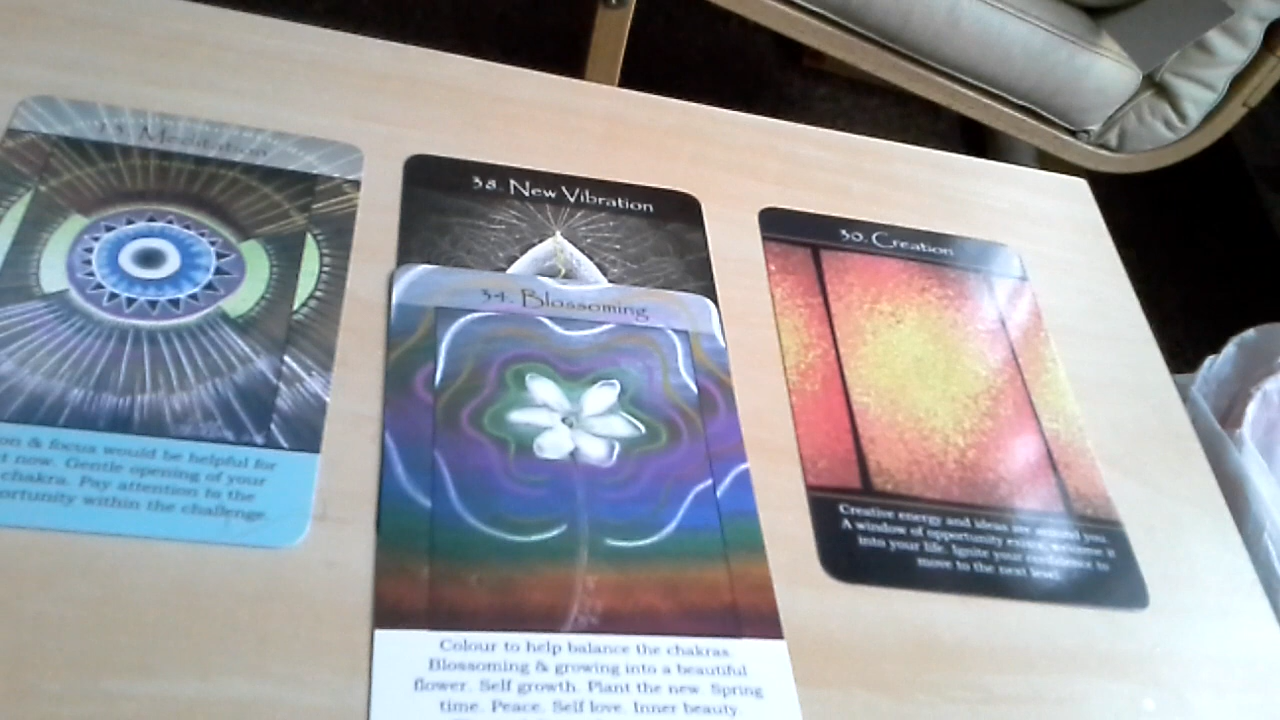 Meditation
on & focus would be helpful for
t now. Gentle opening of your
chakra. Pay attention to the
ortunity within the challenge.
38. New Vibration
34. Blossoming
Colour to help balance the chakras.
Blossoming & growing into a beautiful
flower. Self growth. Plant the new. Spring
time. Peace. Self love. Inner beauty.
30. Creation
Creative energy and ideas are around you.
A window of opportunity exists, welcome it
into your life. Ignite your confidence to
move to the next level.